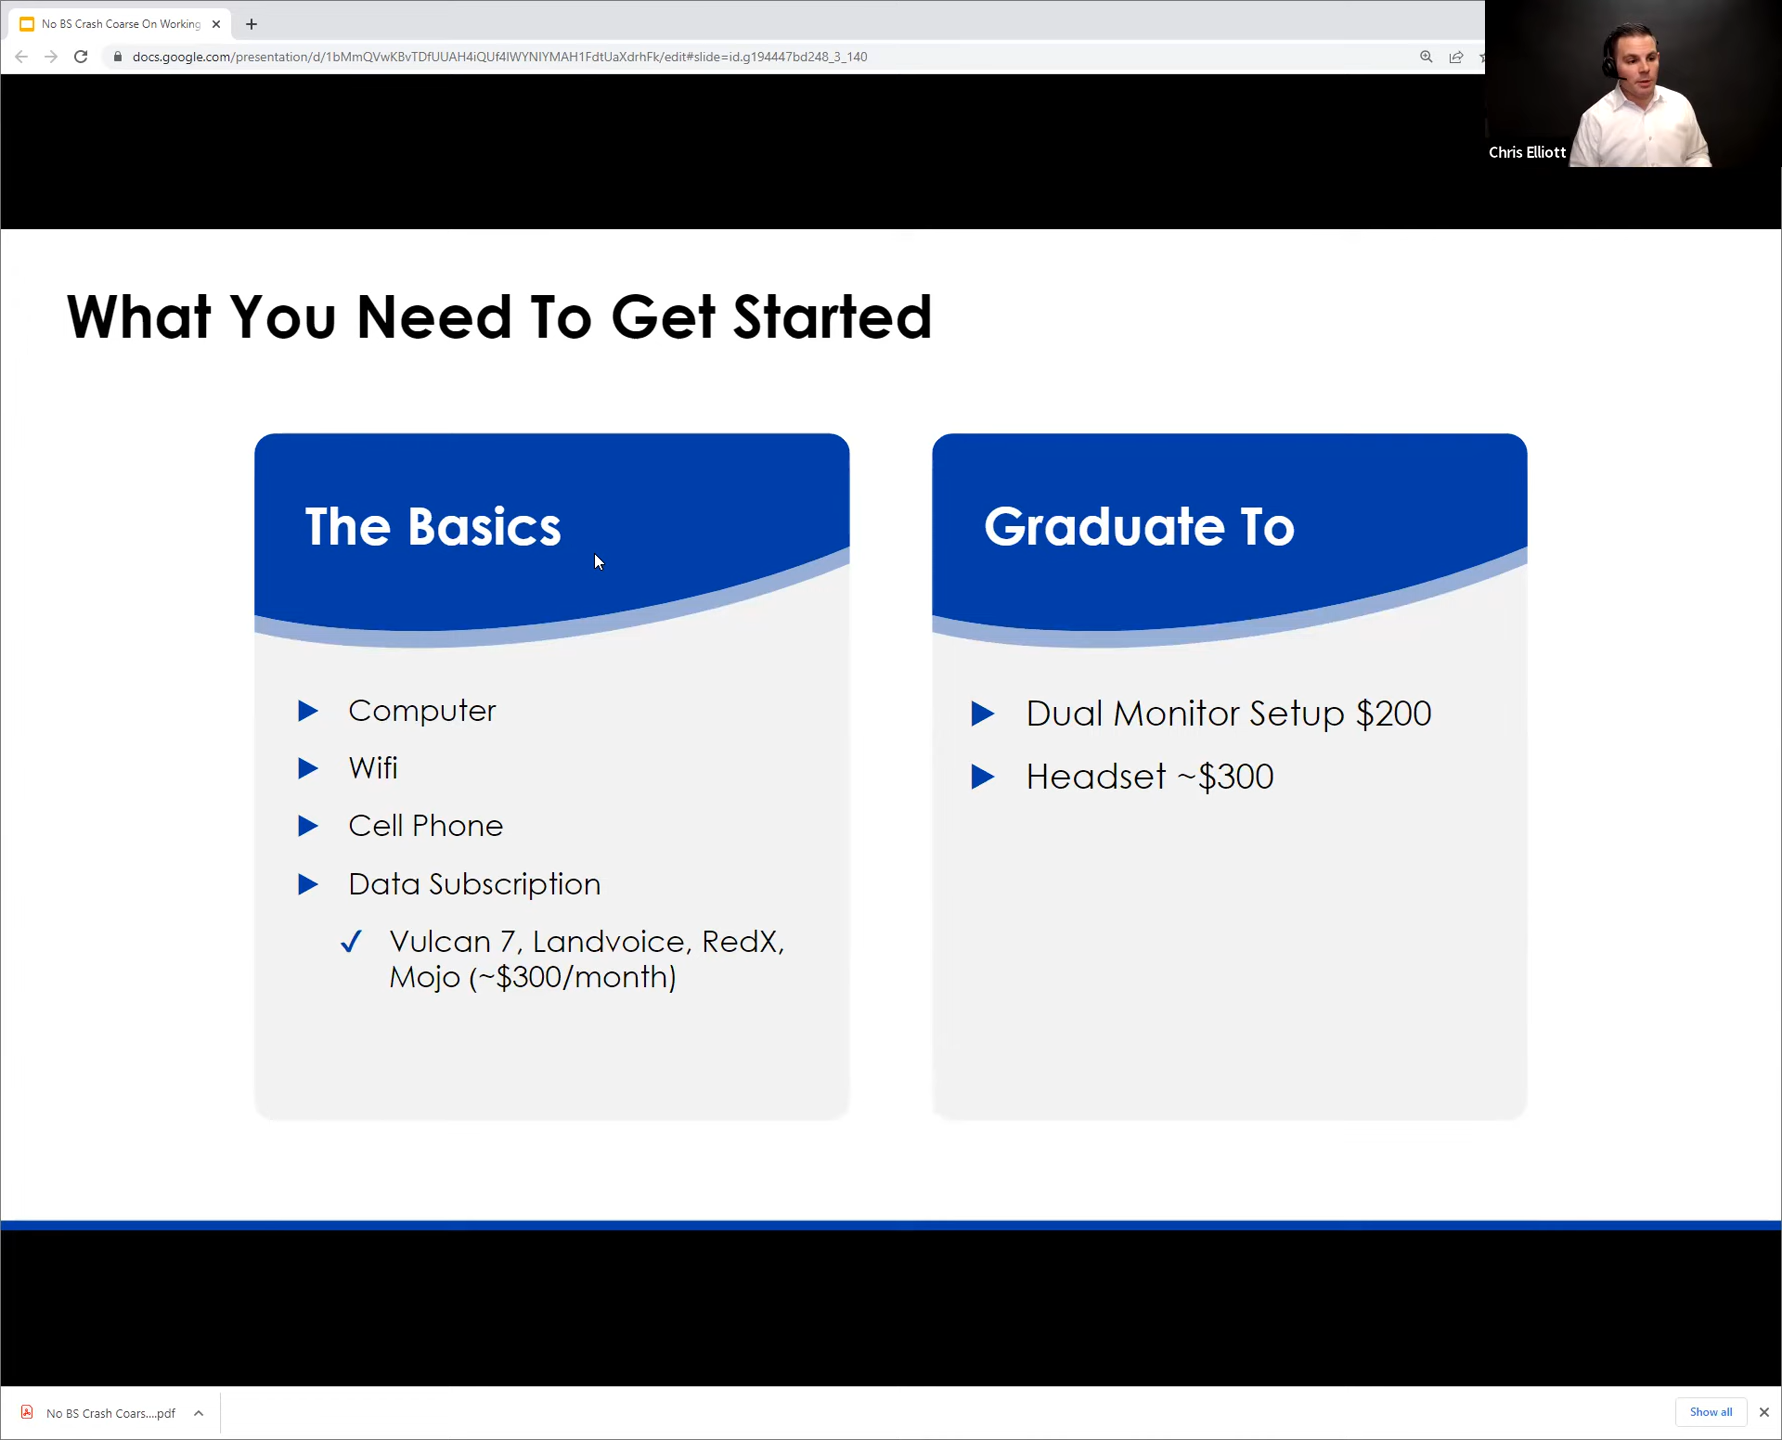 No BS Crash Coarse On Working
docs.google.com/presentation/d/1bMmQVwKBvTDfUUAH4iQUf4IWYNIYMAH1FdtUaXdrhFk/edit#slide=id.g194447bd248_3_140
Chris Elliott
What You Need To Get Started
The Basics
Computer
Wifi
Cell Phone
Data Subscription
Vulcan 7, Landvoice, RedX,
Mojo (~$300/month)
Graduate To
Dual Monitor Setup $200
Headset ~$300
No BS Crash Coars....pdf
Show all